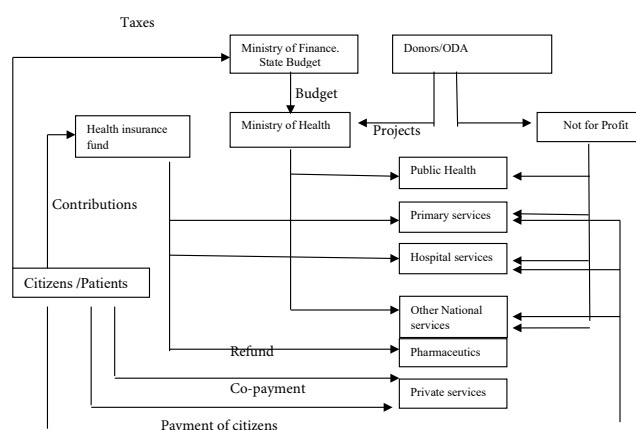 Taxes
Ministry of Finance.
State Budget
Donors/ODA
Budget
Health insurance
fund
Ministry of Health
Projects
Not for Profit
Public Health
Contributions
Primary services
Hospital services
Citizens /Patients
Other National
services
Refund
Pharmaceutics
Co-payment
Private services
Payment of citizens